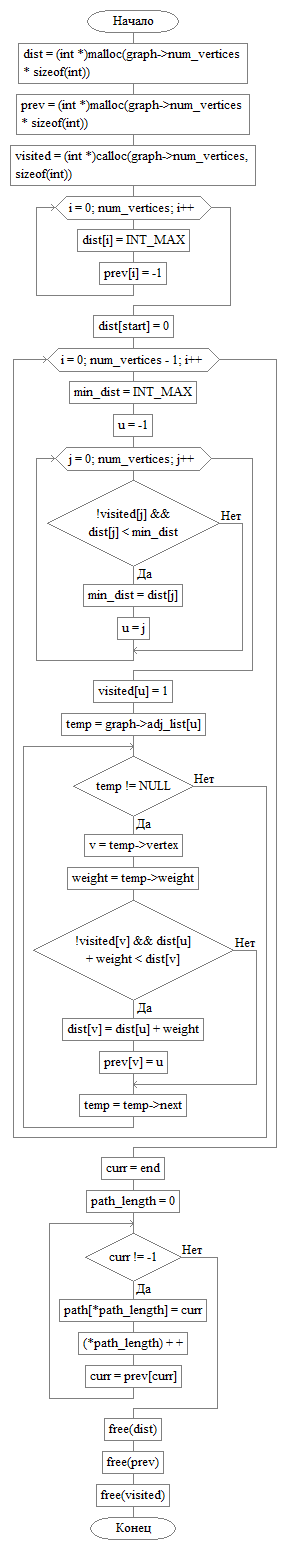 Начало
dist = (int *)malloc(graph->num_vertices
* sizeof(int))
prev = (int *)malloc(graph->num_vertices
* sizeof(int))
visited = (int *)calloc(graph->num_vertices,
sizeof(int))
i = 0; num_vertices; i++
dist[i] = INT_MAX
prev[i] = -1
dist[start] = 0
i = 0; num_vertices - 1; i++
min_dist = INT_MAX
u = -1
j = 0; num_vertices; j++
!visited[j] &&
dist[j] < min_dist
Нет
Да
min_dist = dist[j]
u = j
visited[u] = 1
temp = graph->adj_list[u]
temp != NULL
Нет
Да
v = temp->vertex
weight = temp->weight
!visited[v] && dist[u]
+ weight < dist[v]
Нет
Да
dist[v] = dist[u] + weight
prev[v] = u
temp = temp->next
curr = end
path_length = 0
curr != -1
Нет
Да
path[*path_length] = curr
(*path_length) + +
curr = prev[curr]
free(dist)
free(prev)
free(visited)
Конец